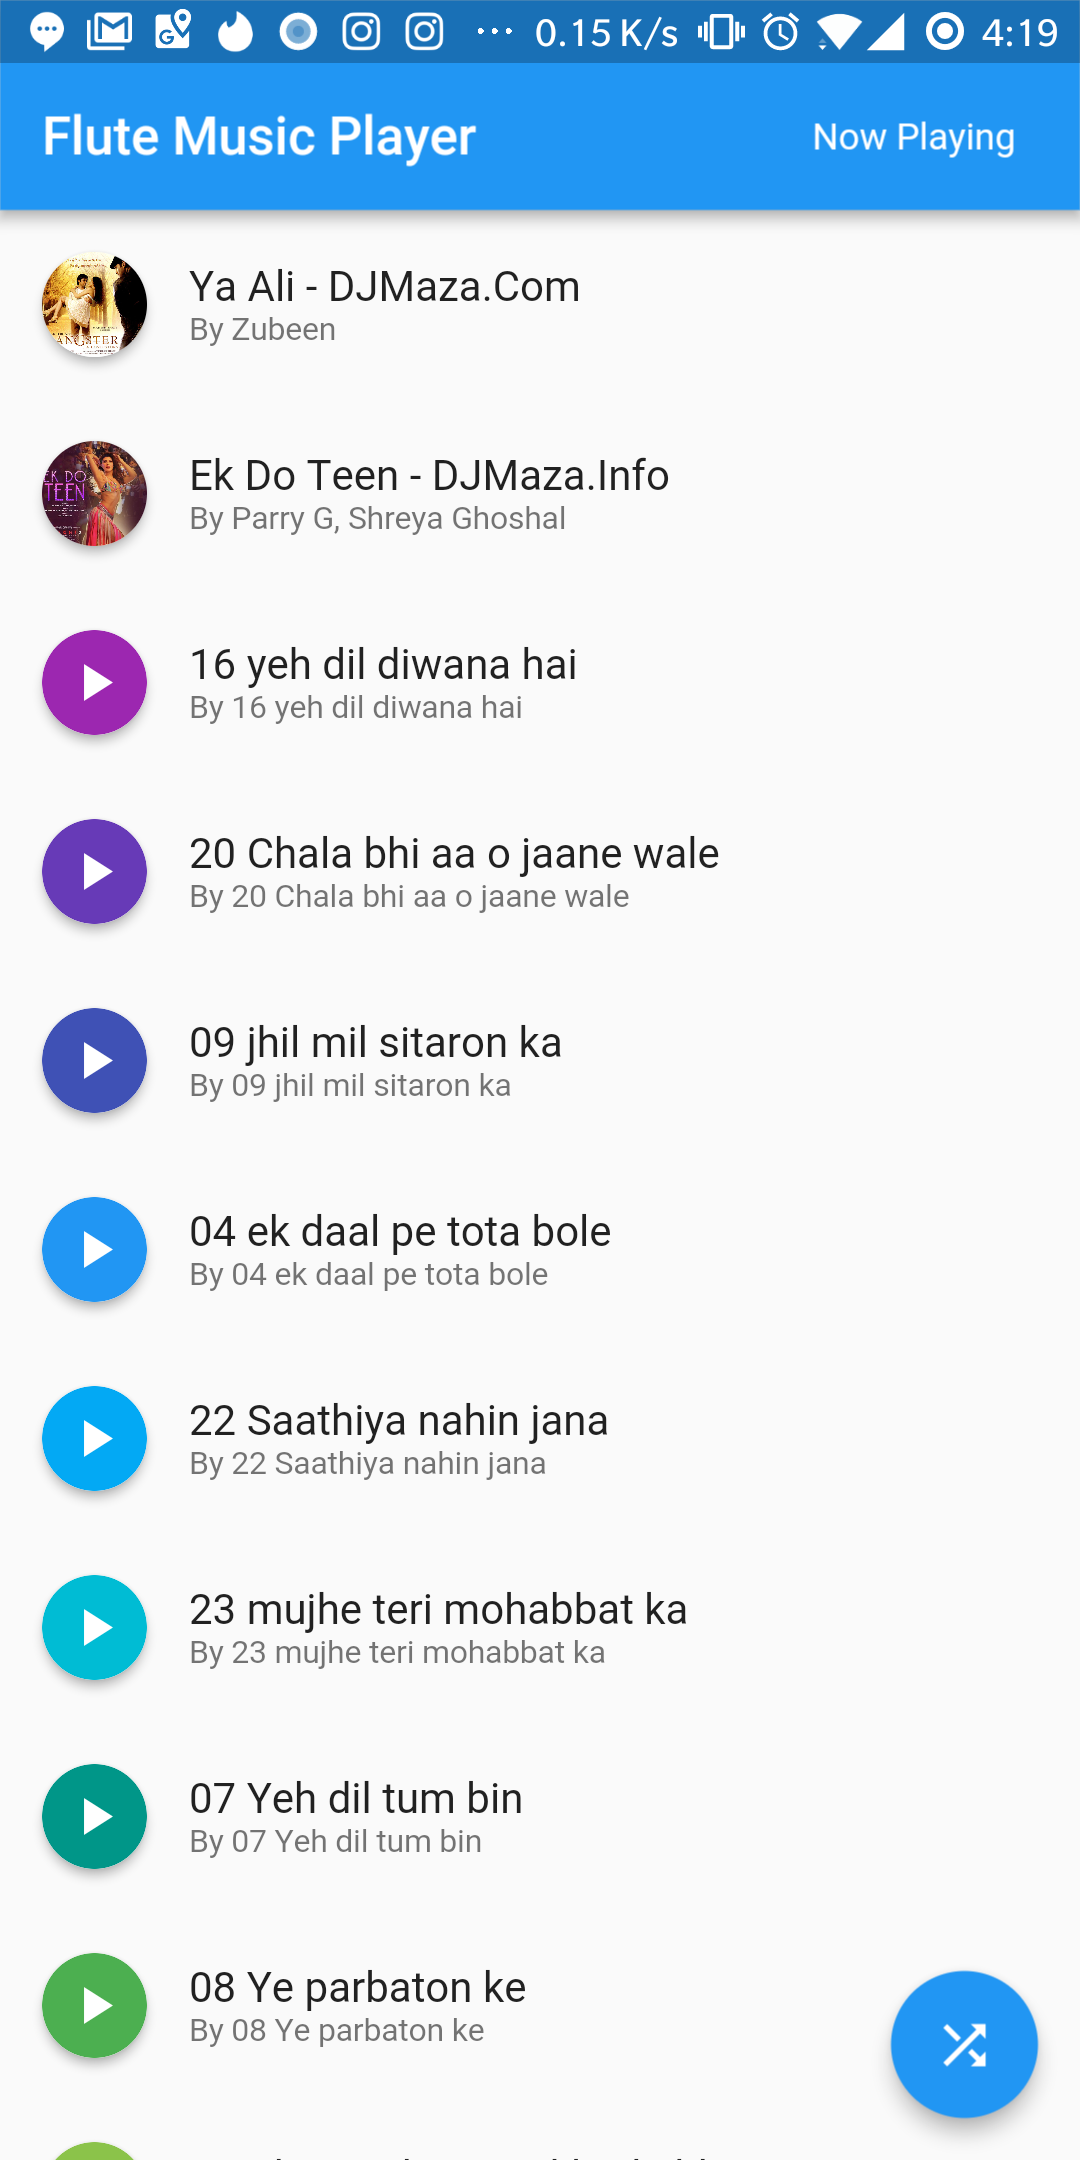 0.15 K/s 4:19
Flute Music Player
Now Playing
Ya Ali - DJMaza.Com
By Zubeen
EK DO
TEEN
Ek Do Teen - DJMaza.Info
By Parry G, Shreya Ghoshal
16 yeh dil diwana hai
By 16 yeh dil diwana hai
20 Chala bhi aa o jaane wale
By 20 Chala bhi aa o jaane wale
09 jhil mil sitaron ka
By 09 jhil mil sitaron ka
04 ek daal pe tota bole
By 04 ek daal pe tota bole
22 Saathiya nahin jana
By 22 Saathiya nahin jana
23 mujhe teri mohabbat ka
By 23 mujhe teri mohabbat ka
07 Yeh dil tum bin
By 07 Yeh dil tum bin
08 Ye parbaton ke
By 08 Ye parbaton ke